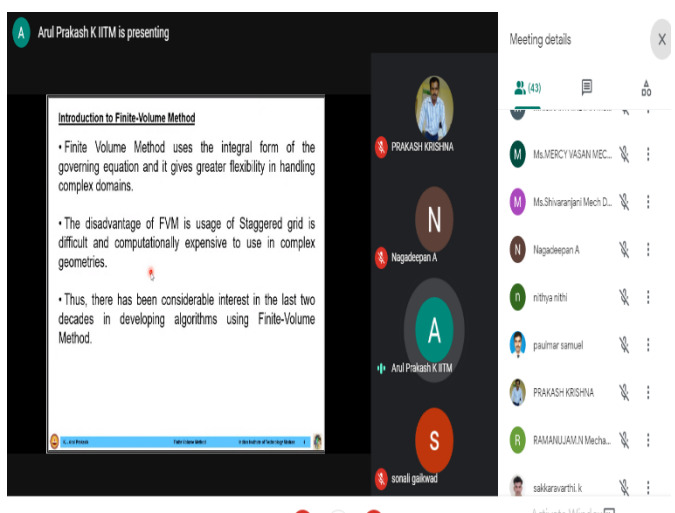 A
Arul Prakash K IITM is presenting
Introduction to Finite-Volume Method
• Finite Volume Method uses the integral form of the
governing equation and it gives greater flexibility in handling
complex domains.
• The disadvantage of FVM is usage of Staggered grid is
difficult and computationally expensive to use in complex
geometries.
• Thus, there has been considerable interest in the last two
decades in developing algorithms using Finite-Volume
Method.
Finite Volume Method
PRAKASH KRISHNA
N
Nagadeepan A
A
Arul Prakash K IITM
S
sonali gaikwad
Meeting details
X
(43)
M
Ms.MERCY VASAN MEC...
M
Ms.Shivaranjani Mech D...
N
Nagadeepan A
n
nithya nithi
paulmar samuel
PRAKASH KRISHNA
R
RAMANUJAM.N Mecha...
sakkaravarthi. k